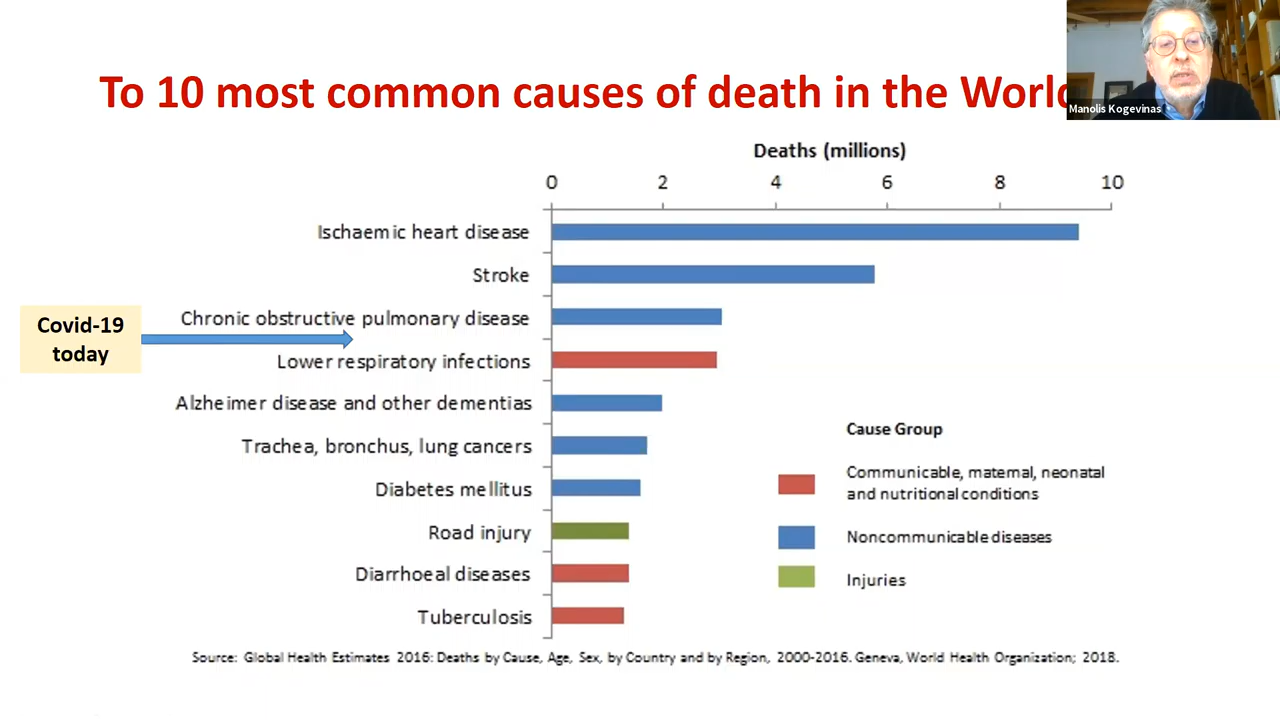 To 10 most common causes of death in the World
Manolis Kogevinas
Deaths (millions)
0 2 4 6 8 10
Ischaemic heart disease
Stroke
Chronic obstructive pulmonary disease
Lower respiratory infections
Alzheimer disease and other dementias
Trachea, bronchus, lung cancers
Diabetes mellitus
Road injury
Diarrhoeal diseases
Tuberculosis
Covid-19
today
Cause Group
Communicable, maternal, neonatal
and nutritional conditions
Noncommunicable diseases
Injuries
Source: Global Health Estimates 2016: Deaths by Cause, Age, Sex, by Country and by Region, 2000-2016. Geneva, World Health Organization; 2018.